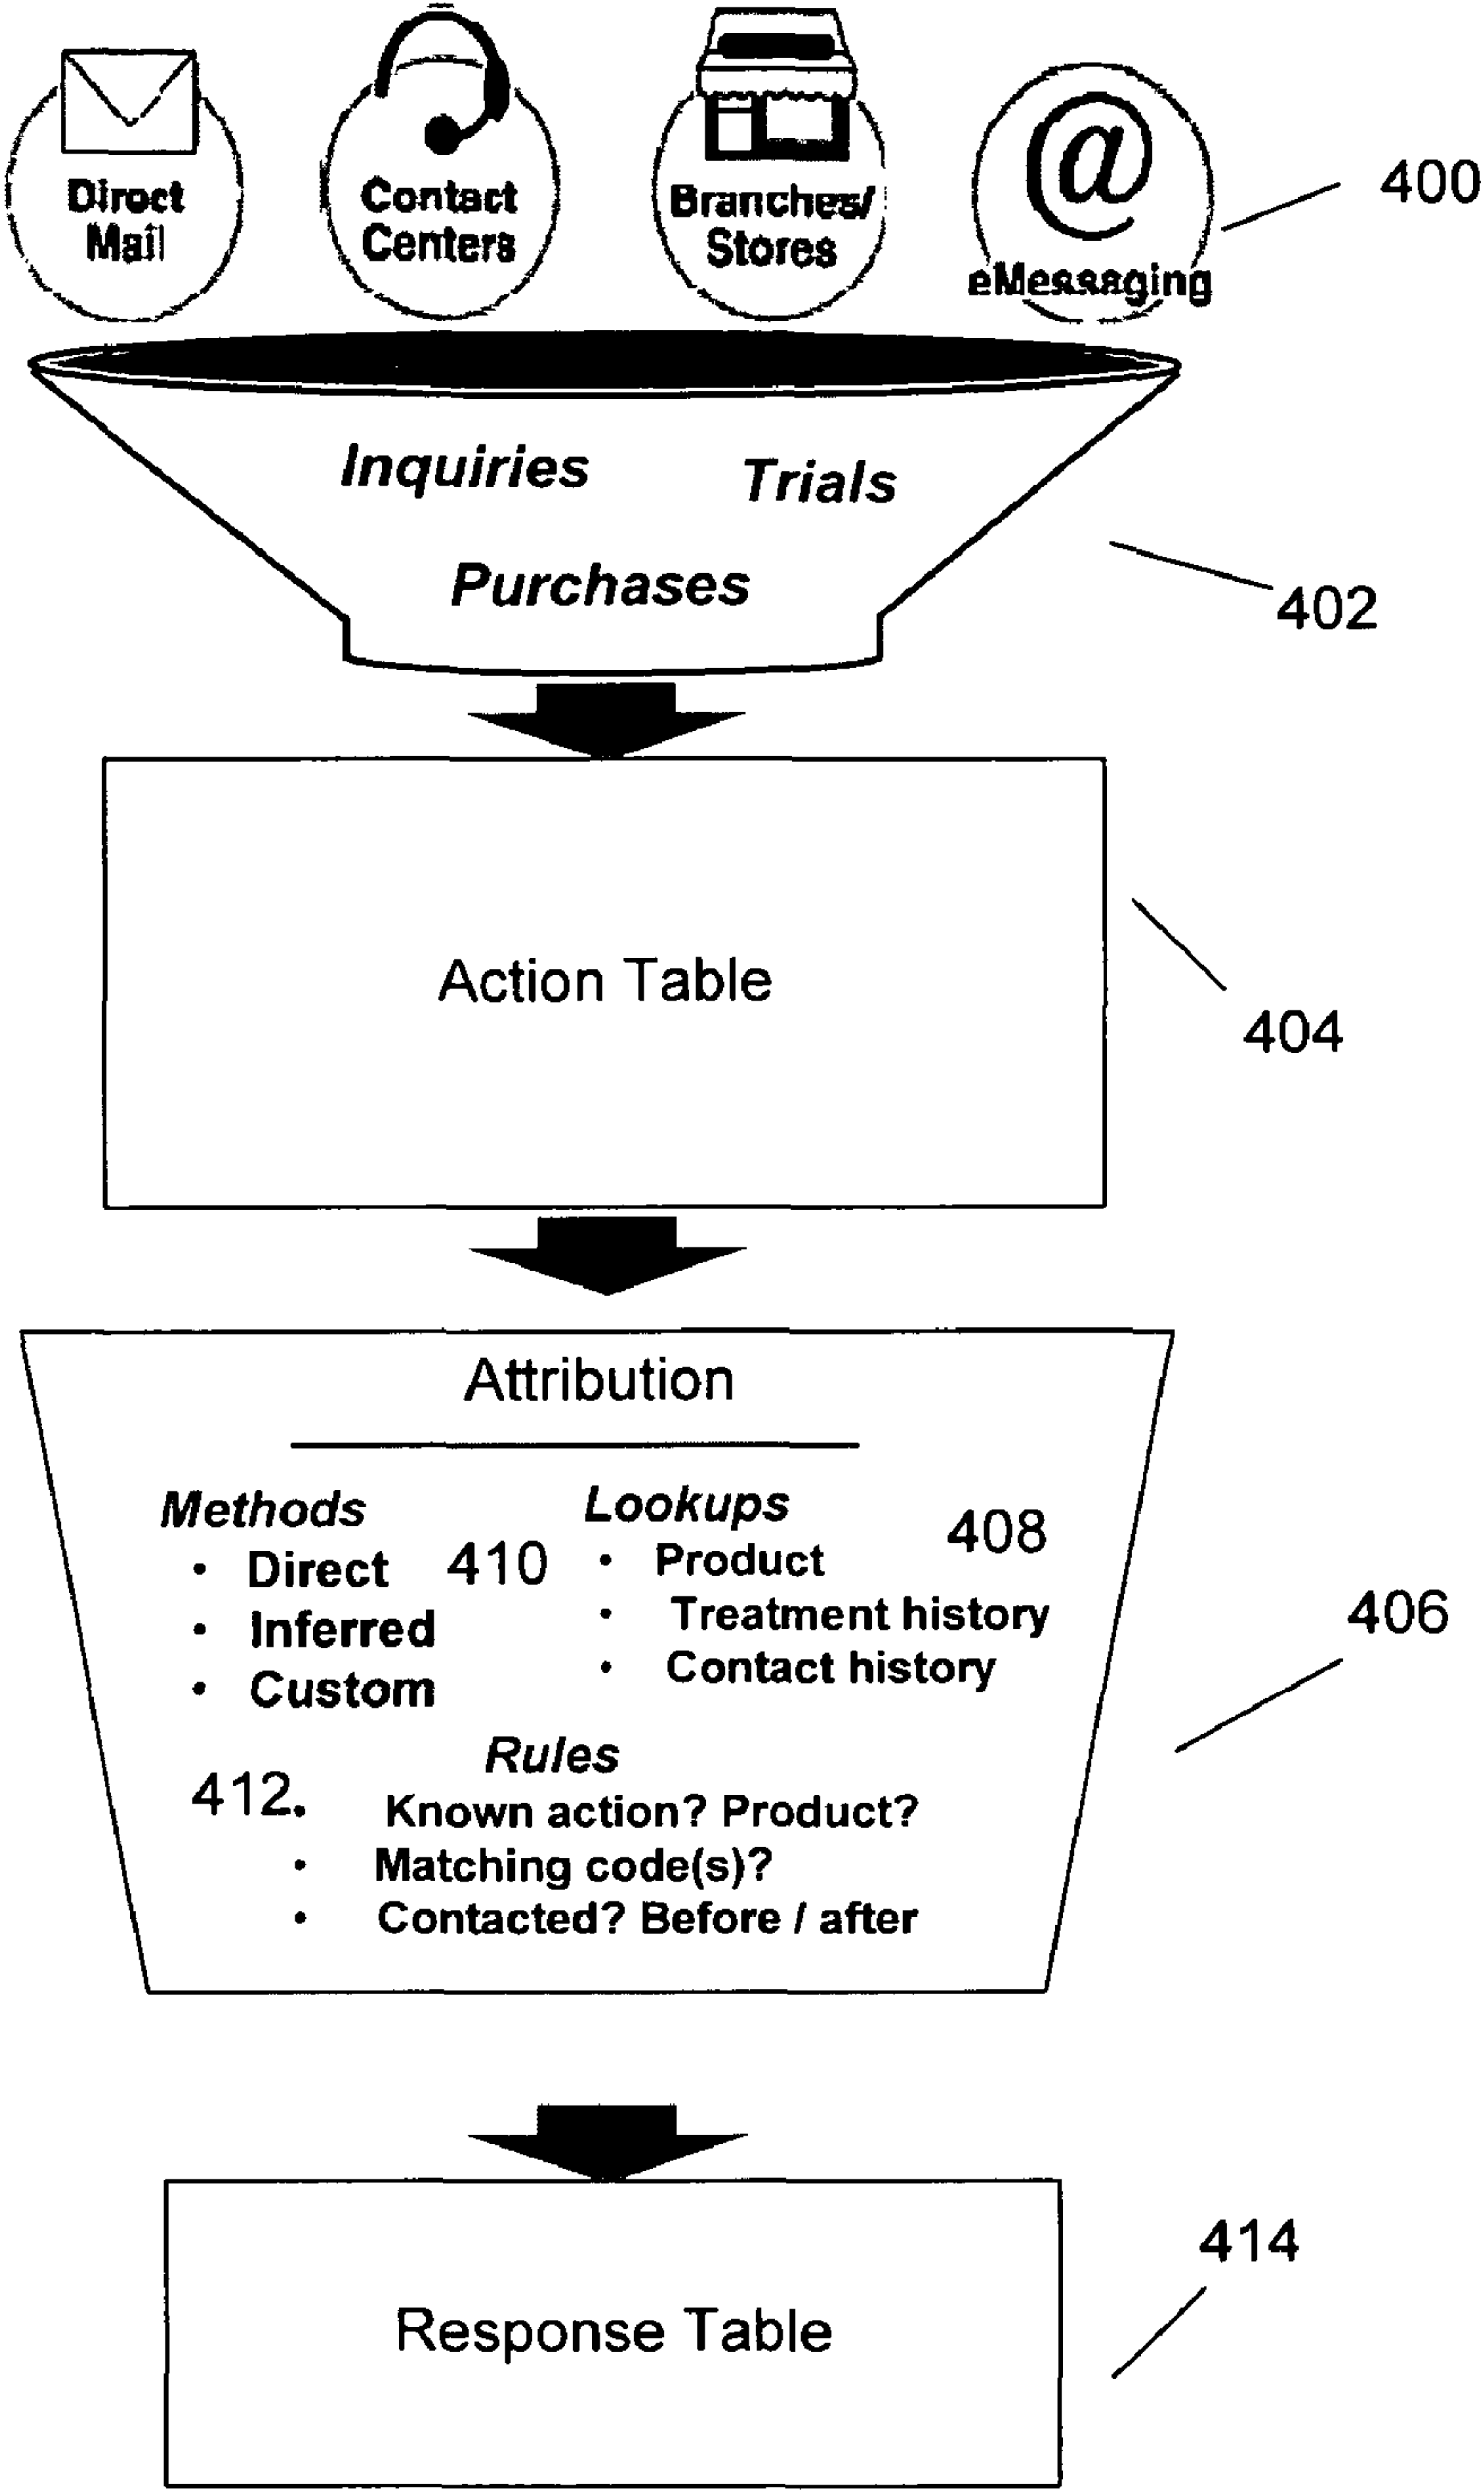 Direct
Mail
Contact
Centers
Branches/
Stores
@
eMessaging
400
Inquiries
Trials
Purchases
402
Action Table
404
Attribution
Methods
• Direct
• Inferred
• Custom
410
Lookups
• Product
• Treatment history
• Contact history
408
406
Rules
412
• Known action? Product?
• Matching code(s)?
• Contacted? Before / after
Response Table
414